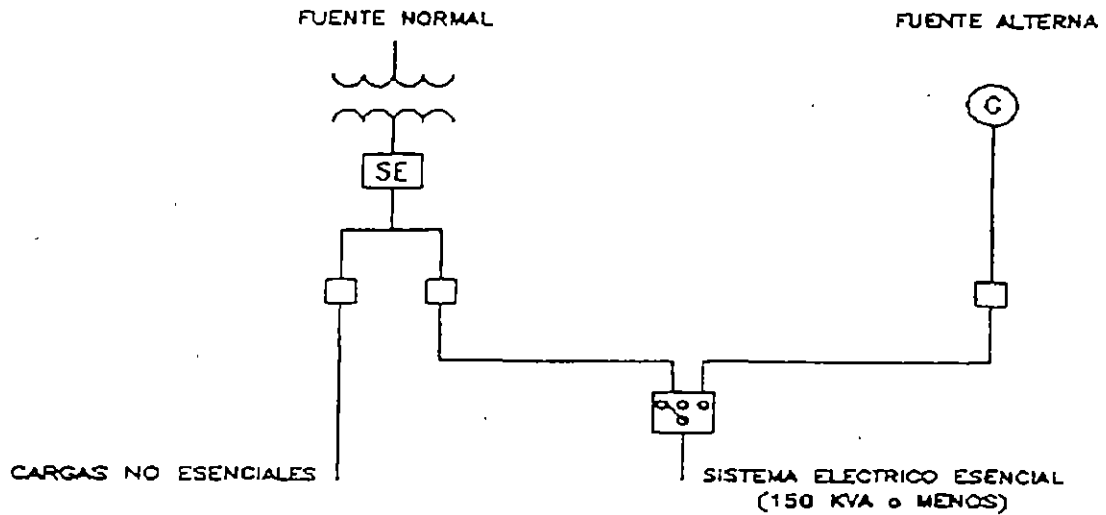 FUENTE NORMAL
FUENTE ALTERNA
G
SE
CARGAS NO ESENCIALES
SISTEMA ELECTRICO ESENCIAL
(150 KVA o MENOS)